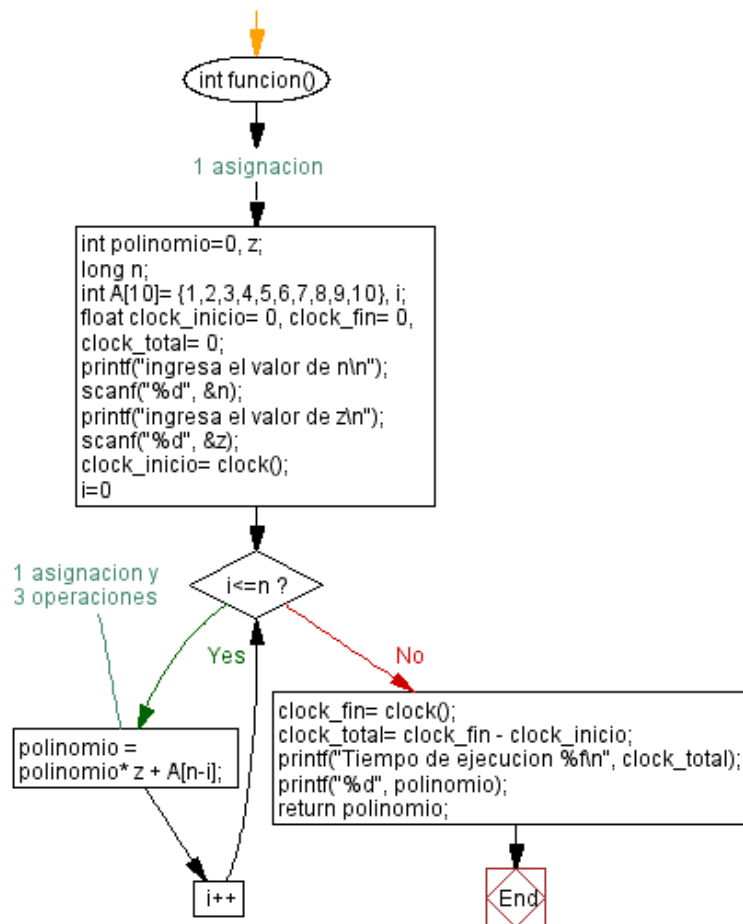 int funcion()
1 asignacion
int polinomio=0, z;
long n;
int A[10]= {1,2,3,4,5,6,7,8,9,10}, i;
float clock_inicio= 0, clock_fin= 0,
clock_total= 0;
printf("ingresa el valor de n\n");
scanf("%d", &n);
printf("ingresa el valor de z\n");
scanf("%d", &z);
clock_inicio= clock();
i=0
i<=n ?
1 asignacion y
3 operaciones
Yes
No
polinomio =
polinomio* z + A[n-i];
i++
clock_fin= clock();
clock_total= clock_fin - clock_inicio;
printf("Tiempo de ejecucion %f\n", clock_total);
printf("%d", polinomio);
return polinomio;
End